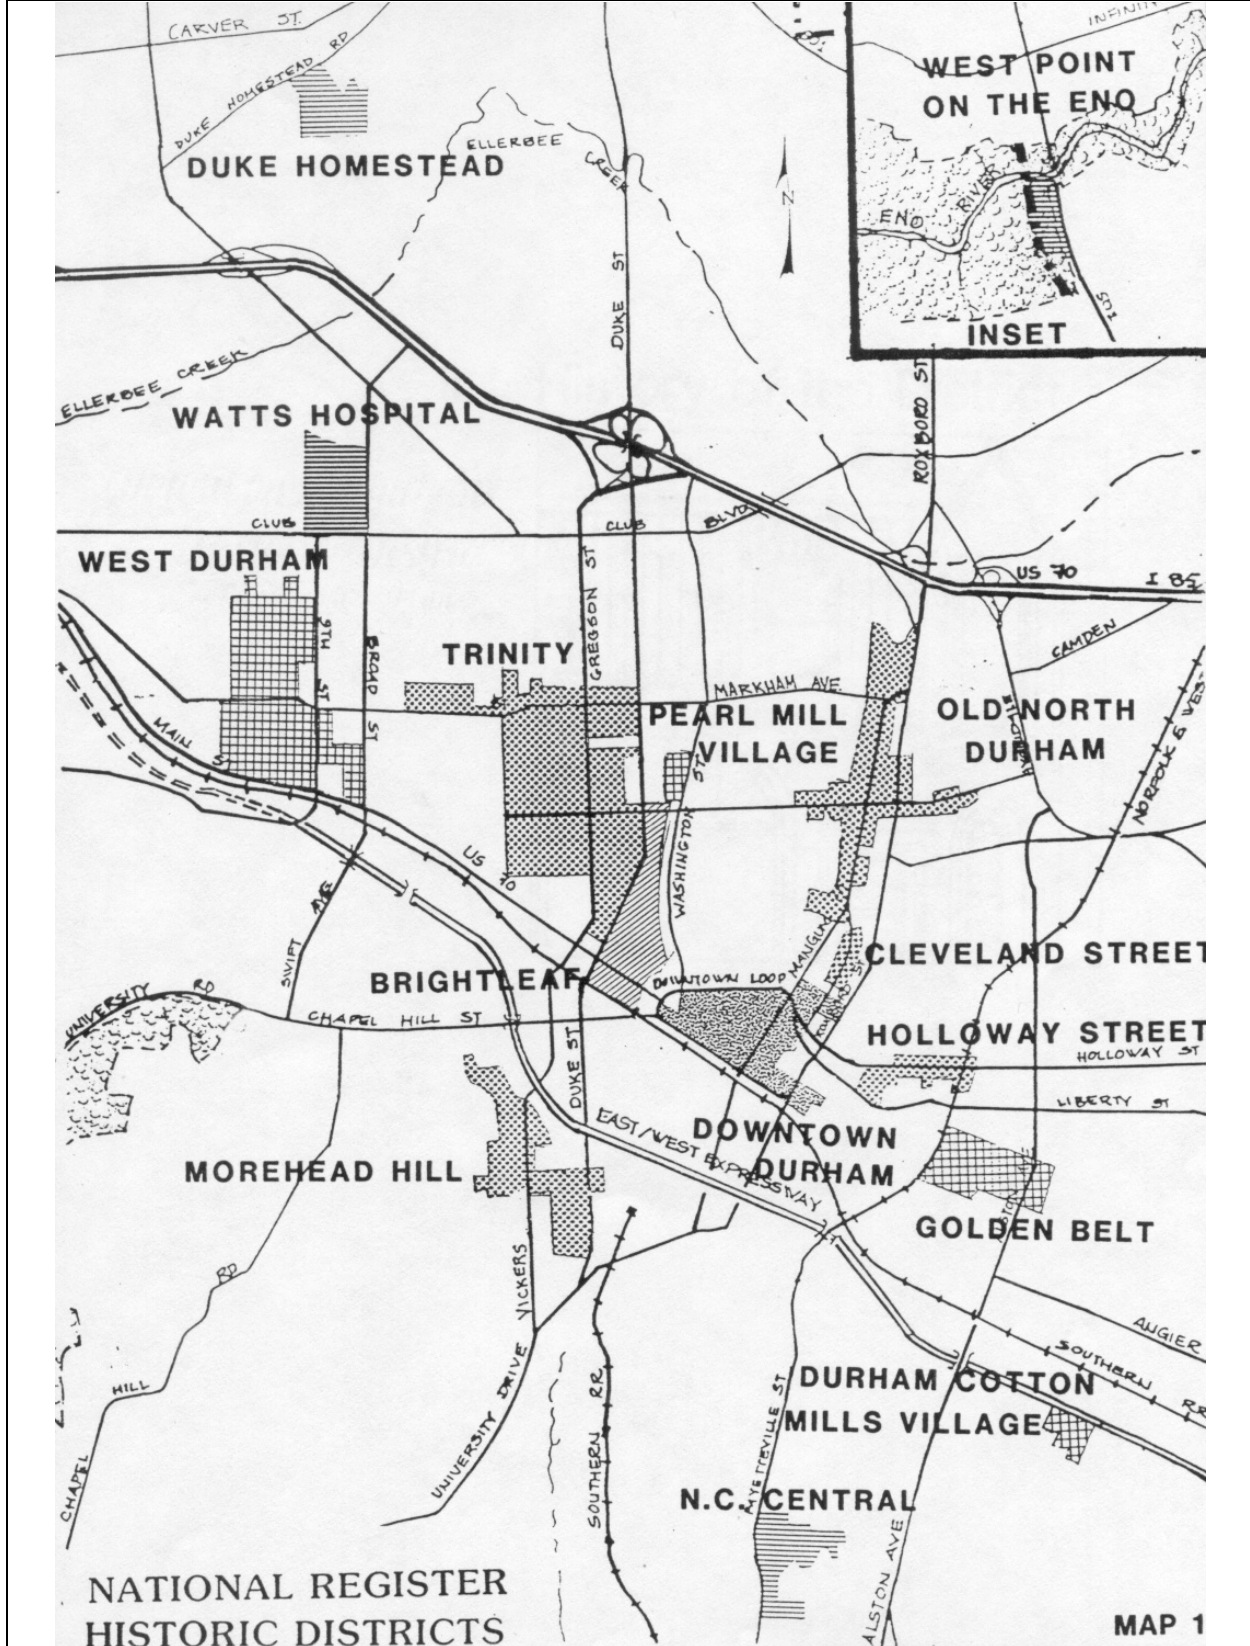 CARVER ST.
DUKE HOMESTEAD RD
DUKE HOMESTEAD
ELLERBEE
CREEK
N
INFINITY
WEST POINT
ON THE ENO
ENO
RIVER
INSET
DUKE ST
ROXBORO ST
ELLERBEE CREEK
WATTS HOSPITAL
CLUB
CLUB
BLVD
WEST DURHAM
US 70
I 85
CAMDEN
9TH
ST
BROAD
ST
GREGSON ST
TRINITY
MARKHAM AVE
PEARL MILL
VILLAGE
OLD NORTH
DURHAM
NORFOLK & WES
MAIN
S
US
70
WASHINGTON
ST
SWIFT
AVE
MANGUM
CLEVELAND STREET
BRIGHTLEAF
DOWNTOWN LOOP
UNIVERSITY
RD
CHAPEL HILL ST
HOLLOWAY STREET
HOLLOWAY ST
DUKE ST
LIBERTY ST
EAST/WEST EXPRESSWAY
DOWNTOWN
DURHAM
MOREHEAD HILL
GOLDEN BELT
VICKERS
RD
HILL
CHAPEL
UNIVERSITY DRIVE
SOUTHERN RR
ANGIER
SOUTHERN
RR
DURHAM COTTON
MILLS VILLAGE
N.C. CENTRAL
ALSTON AVE
NATIONAL REGISTER
HISTORIC DISTRICTS
MAP 1